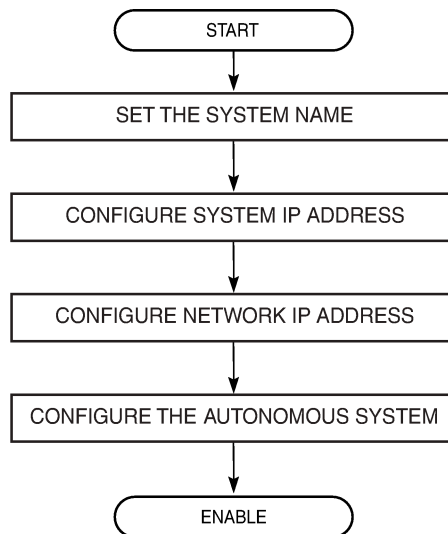 START
SET THE SYSTEM NAME
CONFIGURE SYSTEM IP ADDRESS
CONFIGURE NETWORK IP ADDRESS
CONFIGURE THE AUTONOMOUS SYSTEM
ENABLE